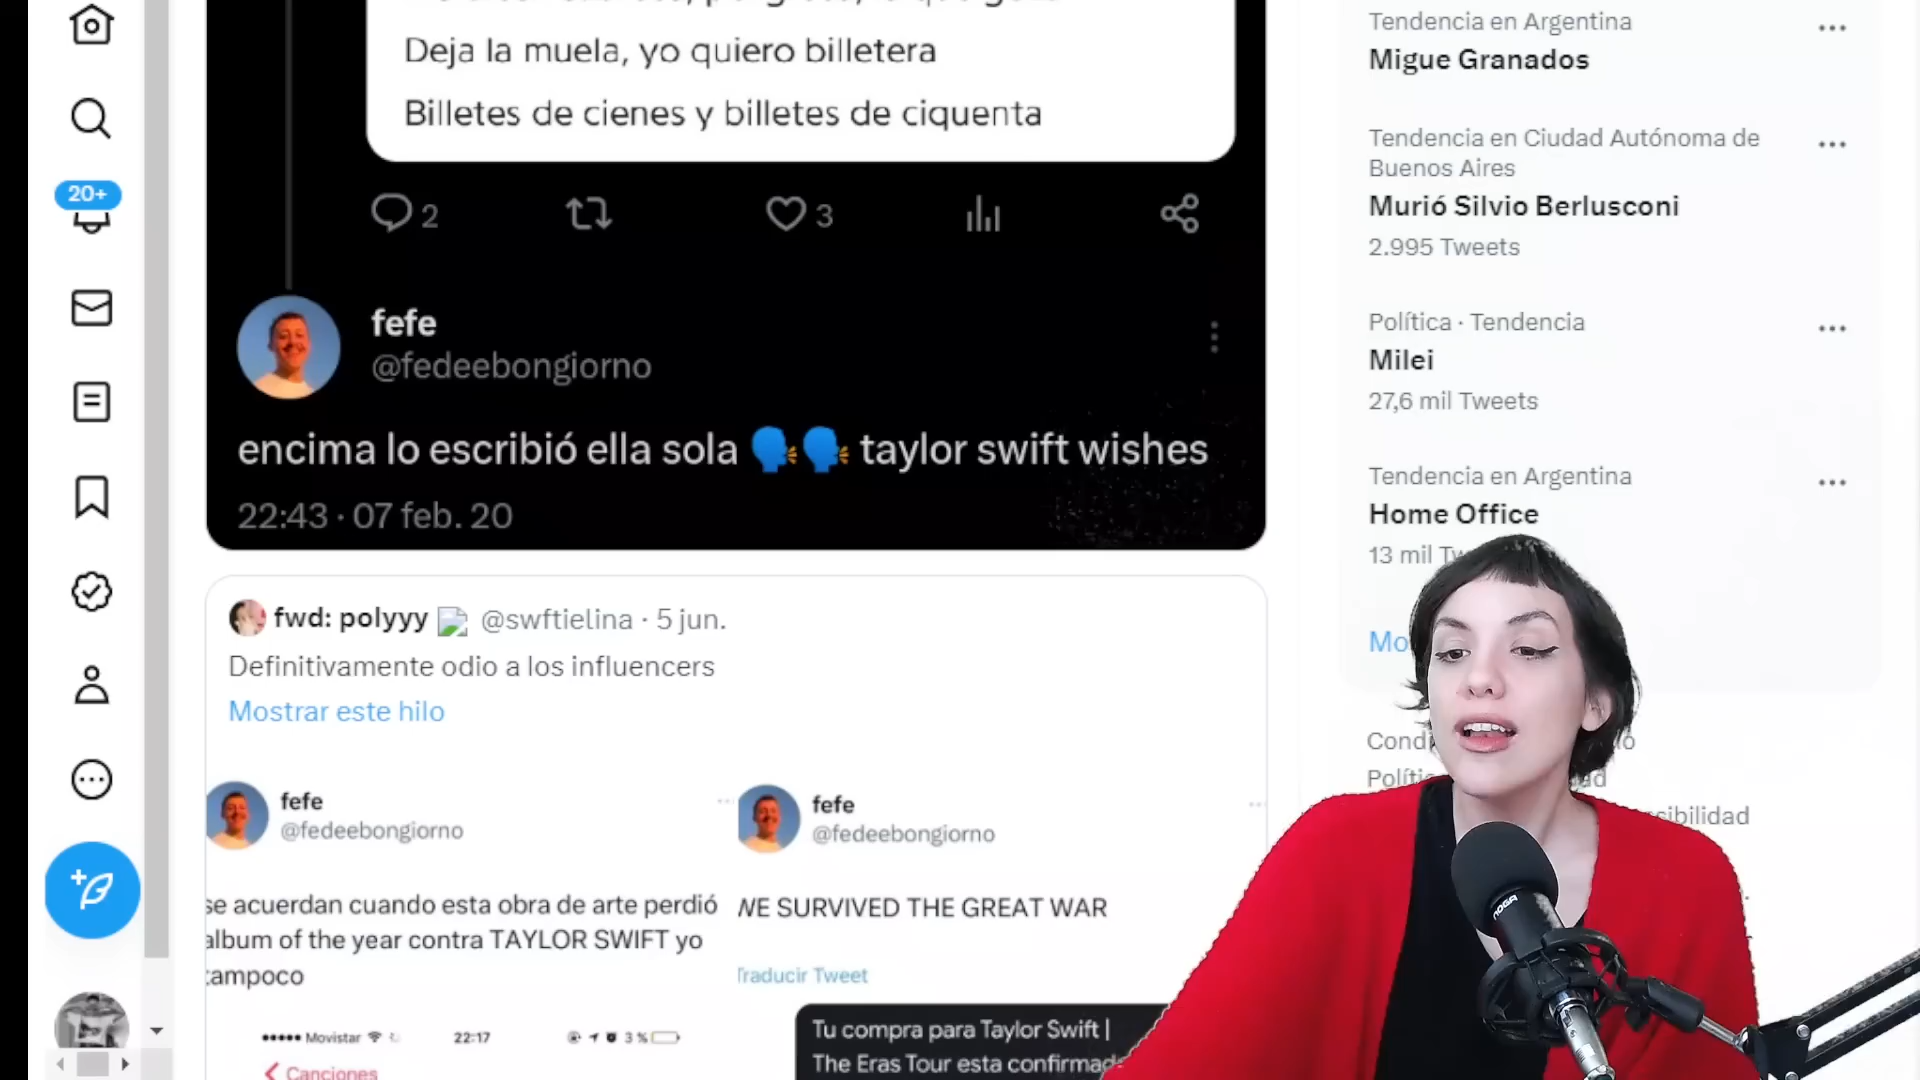 Deja la muela, yo quiero billetera
Billetes de cienes y billetes de ciquenta
2
3
fefe
@fedeebongiorno
encima lo escribió ella sola 🗣️🗣️ taylor swift wishes
22:43 · 07 feb. 20
fwd: polyyy @swftielina · 5 jun.
Definitivamente odio a los influencers
Mostrar este hilo
fefe
@fedeebongiorno
se acuerdan cuando esta obra de arte perdió
album of the year contra TAYLOR SWIFT yo
tampoco
Movistar 22:17 3 %
Canciones
fefe
@fedeebongiorno
WE SURVIVED THE GREAT WAR
Traducir Tweet
Tu compra para Taylor Swift |
The Eras Tour esta confirmad
20+
Tendencia en Argentina
Migue Granados
Tendencia en Ciudad Autónoma de
Buenos Aires
Murió Silvio Berlusconi
2.995 Tweets
Política · Tendencia
Milei
27,6 mil Tweets
Tendencia en Argentina
Home Office
13 mil Tw
Mo
Condi
Políti
sibilidad
NOGA